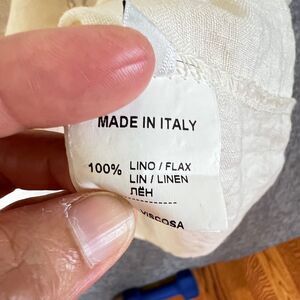 MADE IN ITALY
100% LINO / FLAX
LIN / LINEN
ЛЁН
VISCOSA